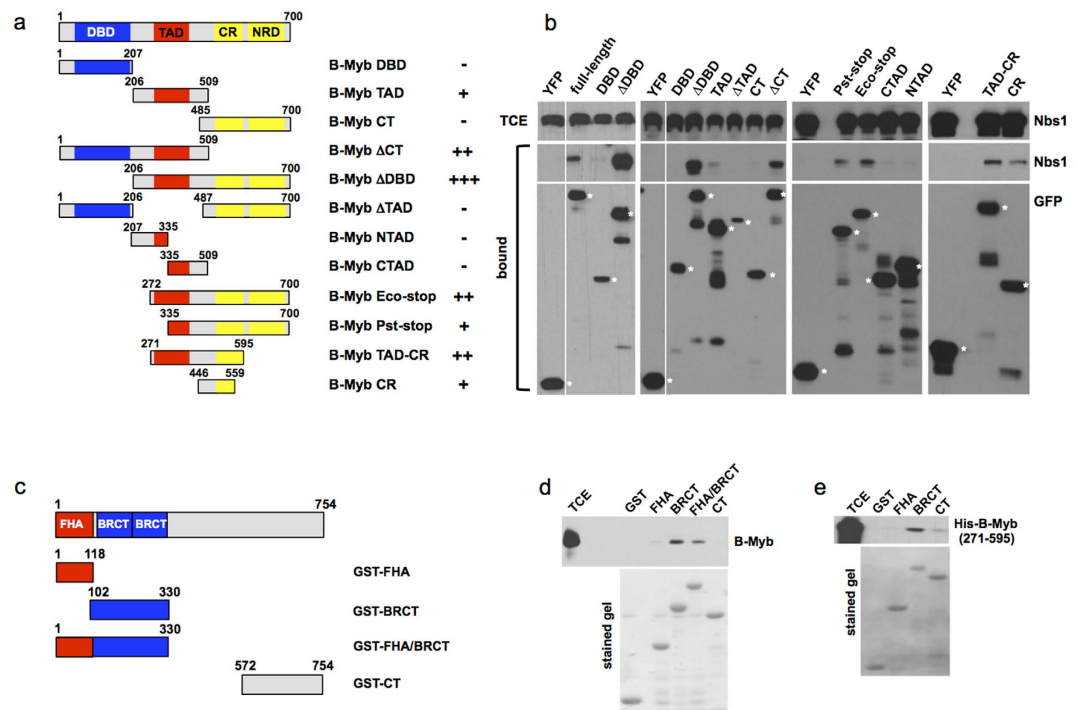 a
1 700
DBD TAD CR NRD
1 207
B-Myb DBD -
206 509
B-Myb TAD +
485 700
B-Myb CT -
1 509
B-Myb ΔCT ++
206 700
B-Myb ΔDBD +++
1 206 487 700
B-Myb ΔTAD -
207 335
B-Myb NTAD -
335 509
B-Myb CTAD -
272 700
B-Myb Eco-stop ++
335 700
B-Myb Pst-stop +
271 595
B-Myb TAD-CR ++
446 559
B-Myb CR +
b
YFP full-length DBD ΔDBD
YFP DBD ΔDBD TAD ΔTAD CT ΔCT
YFP Pst-stop Eco-stop CTAD NTAD
YFP TAD-CR CR
TCE Nbs1
Nbs1
GFP
bound
c
1 754
FHA BRCT BRCT
1 118
GST-FHA
102 330
GST-BRCT
1 330
GST-FHA/BRCT
572 754
GST-CT
d
TCE GST FHA BRCT FHA/BRCT CT
B-Myb
stained gel
e
TCE GST FHA BRCT CT
His-B-Myb
(271-595)
stained gel